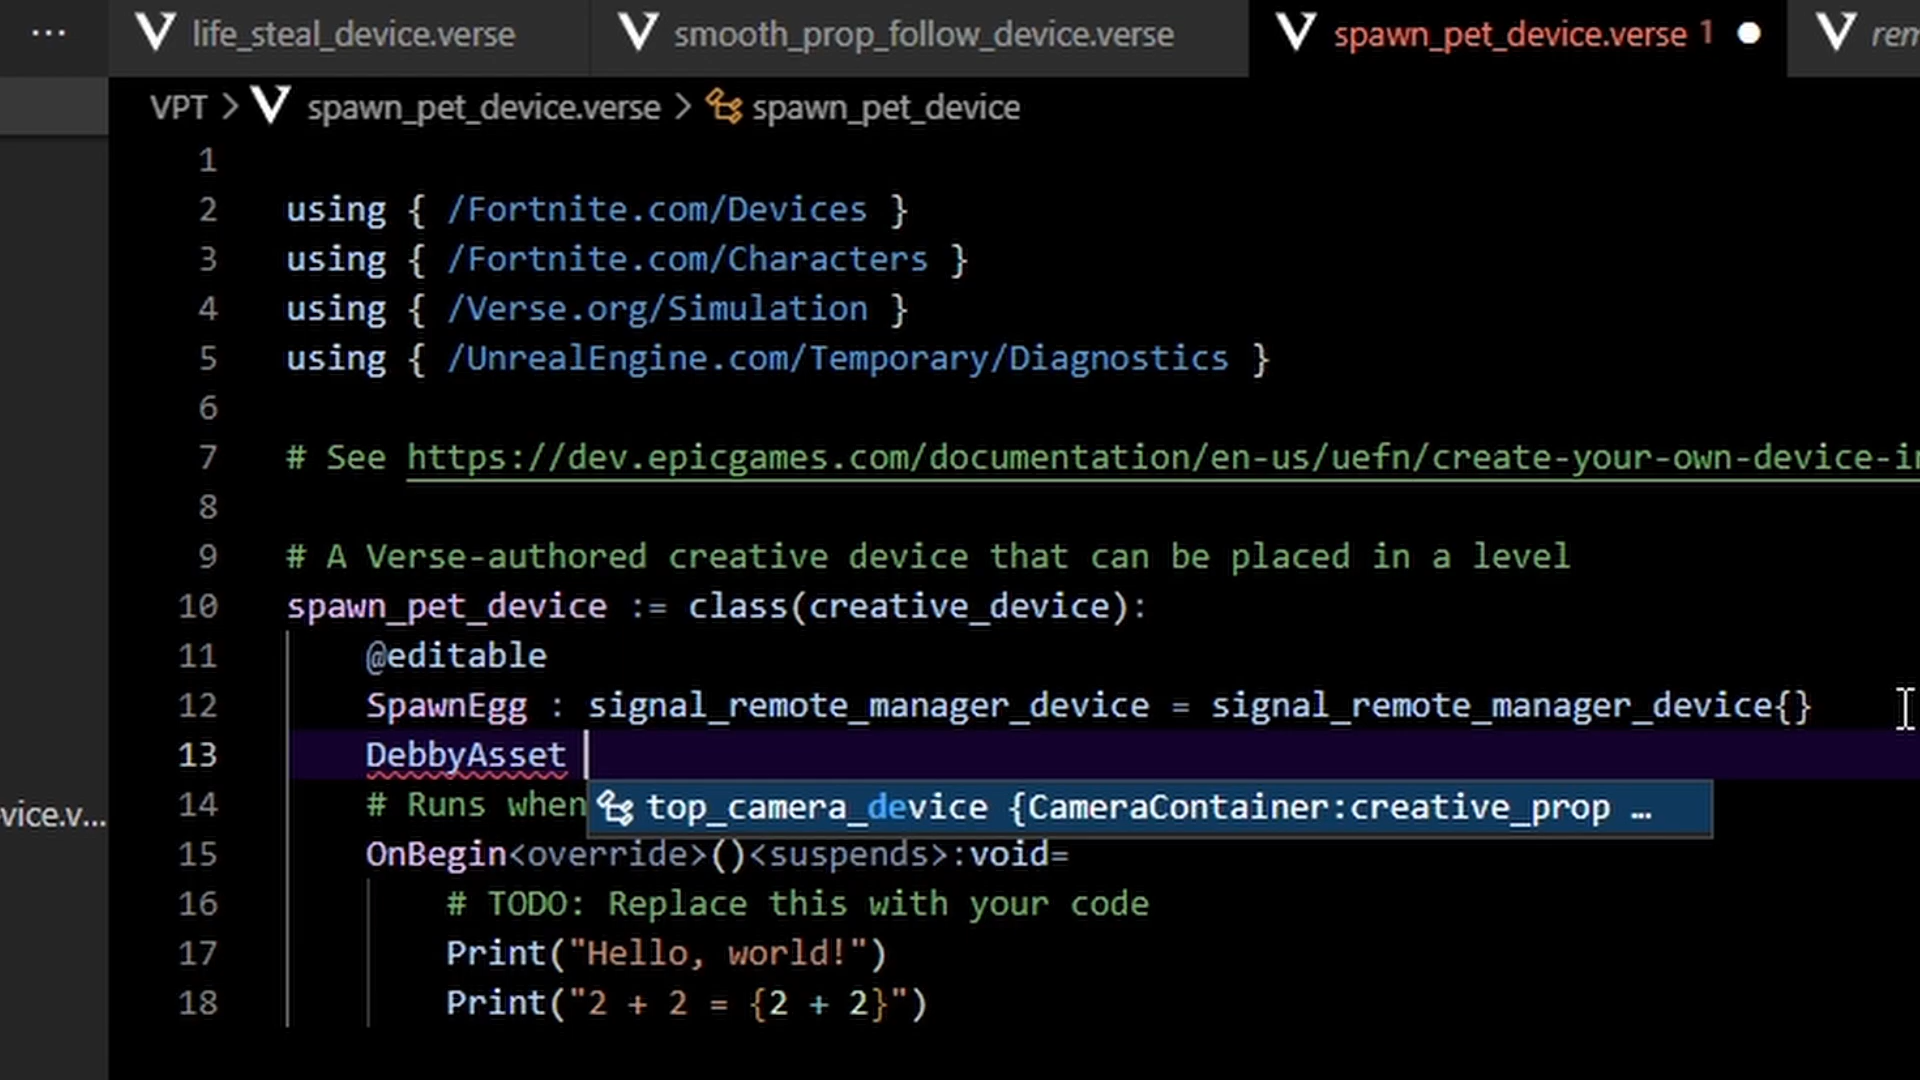 ... life_steal_device.verse smooth_prop_follow_device.verse spawn_pet_device.verse 1 rem
VPT > spawn_pet_device.verse > spawn_pet_device
1
2 using { /Fortnite.com/Devices }
3 using { /Fortnite.com/Characters }
4 using { /Verse.org/Simulation }
5 using { /UnrealEngine.com/Temporary/Diagnostics }
6
7 # See https://dev.epicgames.com/documentation/en-us/uefn/create-your-own-device-in
8
9 # A Verse-authored creative device that can be placed in a level
10 spawn_pet_device := class(creative_device):
11 @editable
12 SpawnEgg : signal_remote_manager_device = signal_remote_manager_device{}
13 DebbyAsset
14 # Runs when
top_camera_device {CameraContainer:creative_prop …
vice.v...
15 OnBegin<override>()<suspends>:void=
16 # TODO: Replace this with your code
17 Print("Hello, world!")
18 Print("2 + 2 = {2 + 2}")